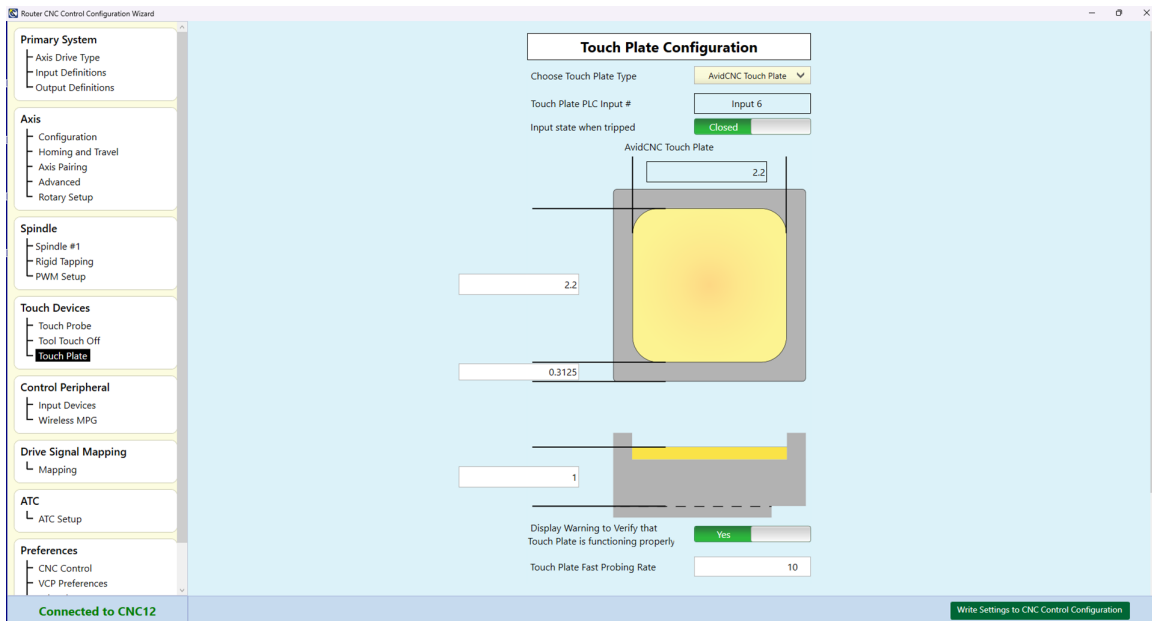 Router CNC Control Configuration Wizard
Primary System
Axis Drive Type
Input Definitions
Output Definitions
Axis
Configuration
Homing and Travel
Axis Pairing
Advanced
Rotary Setup
Spindle
Spindle #1
Rigid Tapping
PWM Setup
Touch Devices
Touch Probe
Tool Touch Off
Touch Plate
Control Peripheral
Input Devices
Wireless MPG
Drive Signal Mapping
Mapping
ATC
ATC Setup
Preferences
CNC Control
VCP Preferences
Connected to CNC12
Touch Plate Configuration
Choose Touch Plate Type AvidCNC Touch Plate
Touch Plate PLC Input # Input 6
Input state when tripped Closed
AvidCNC Touch Plate
2.2
2.2
0.3125
1
Display Warning to Verify that
Touch Plate is functioning properly Yes
Touch Plate Fast Probing Rate 10
Write Settings to CNC Control Configuration